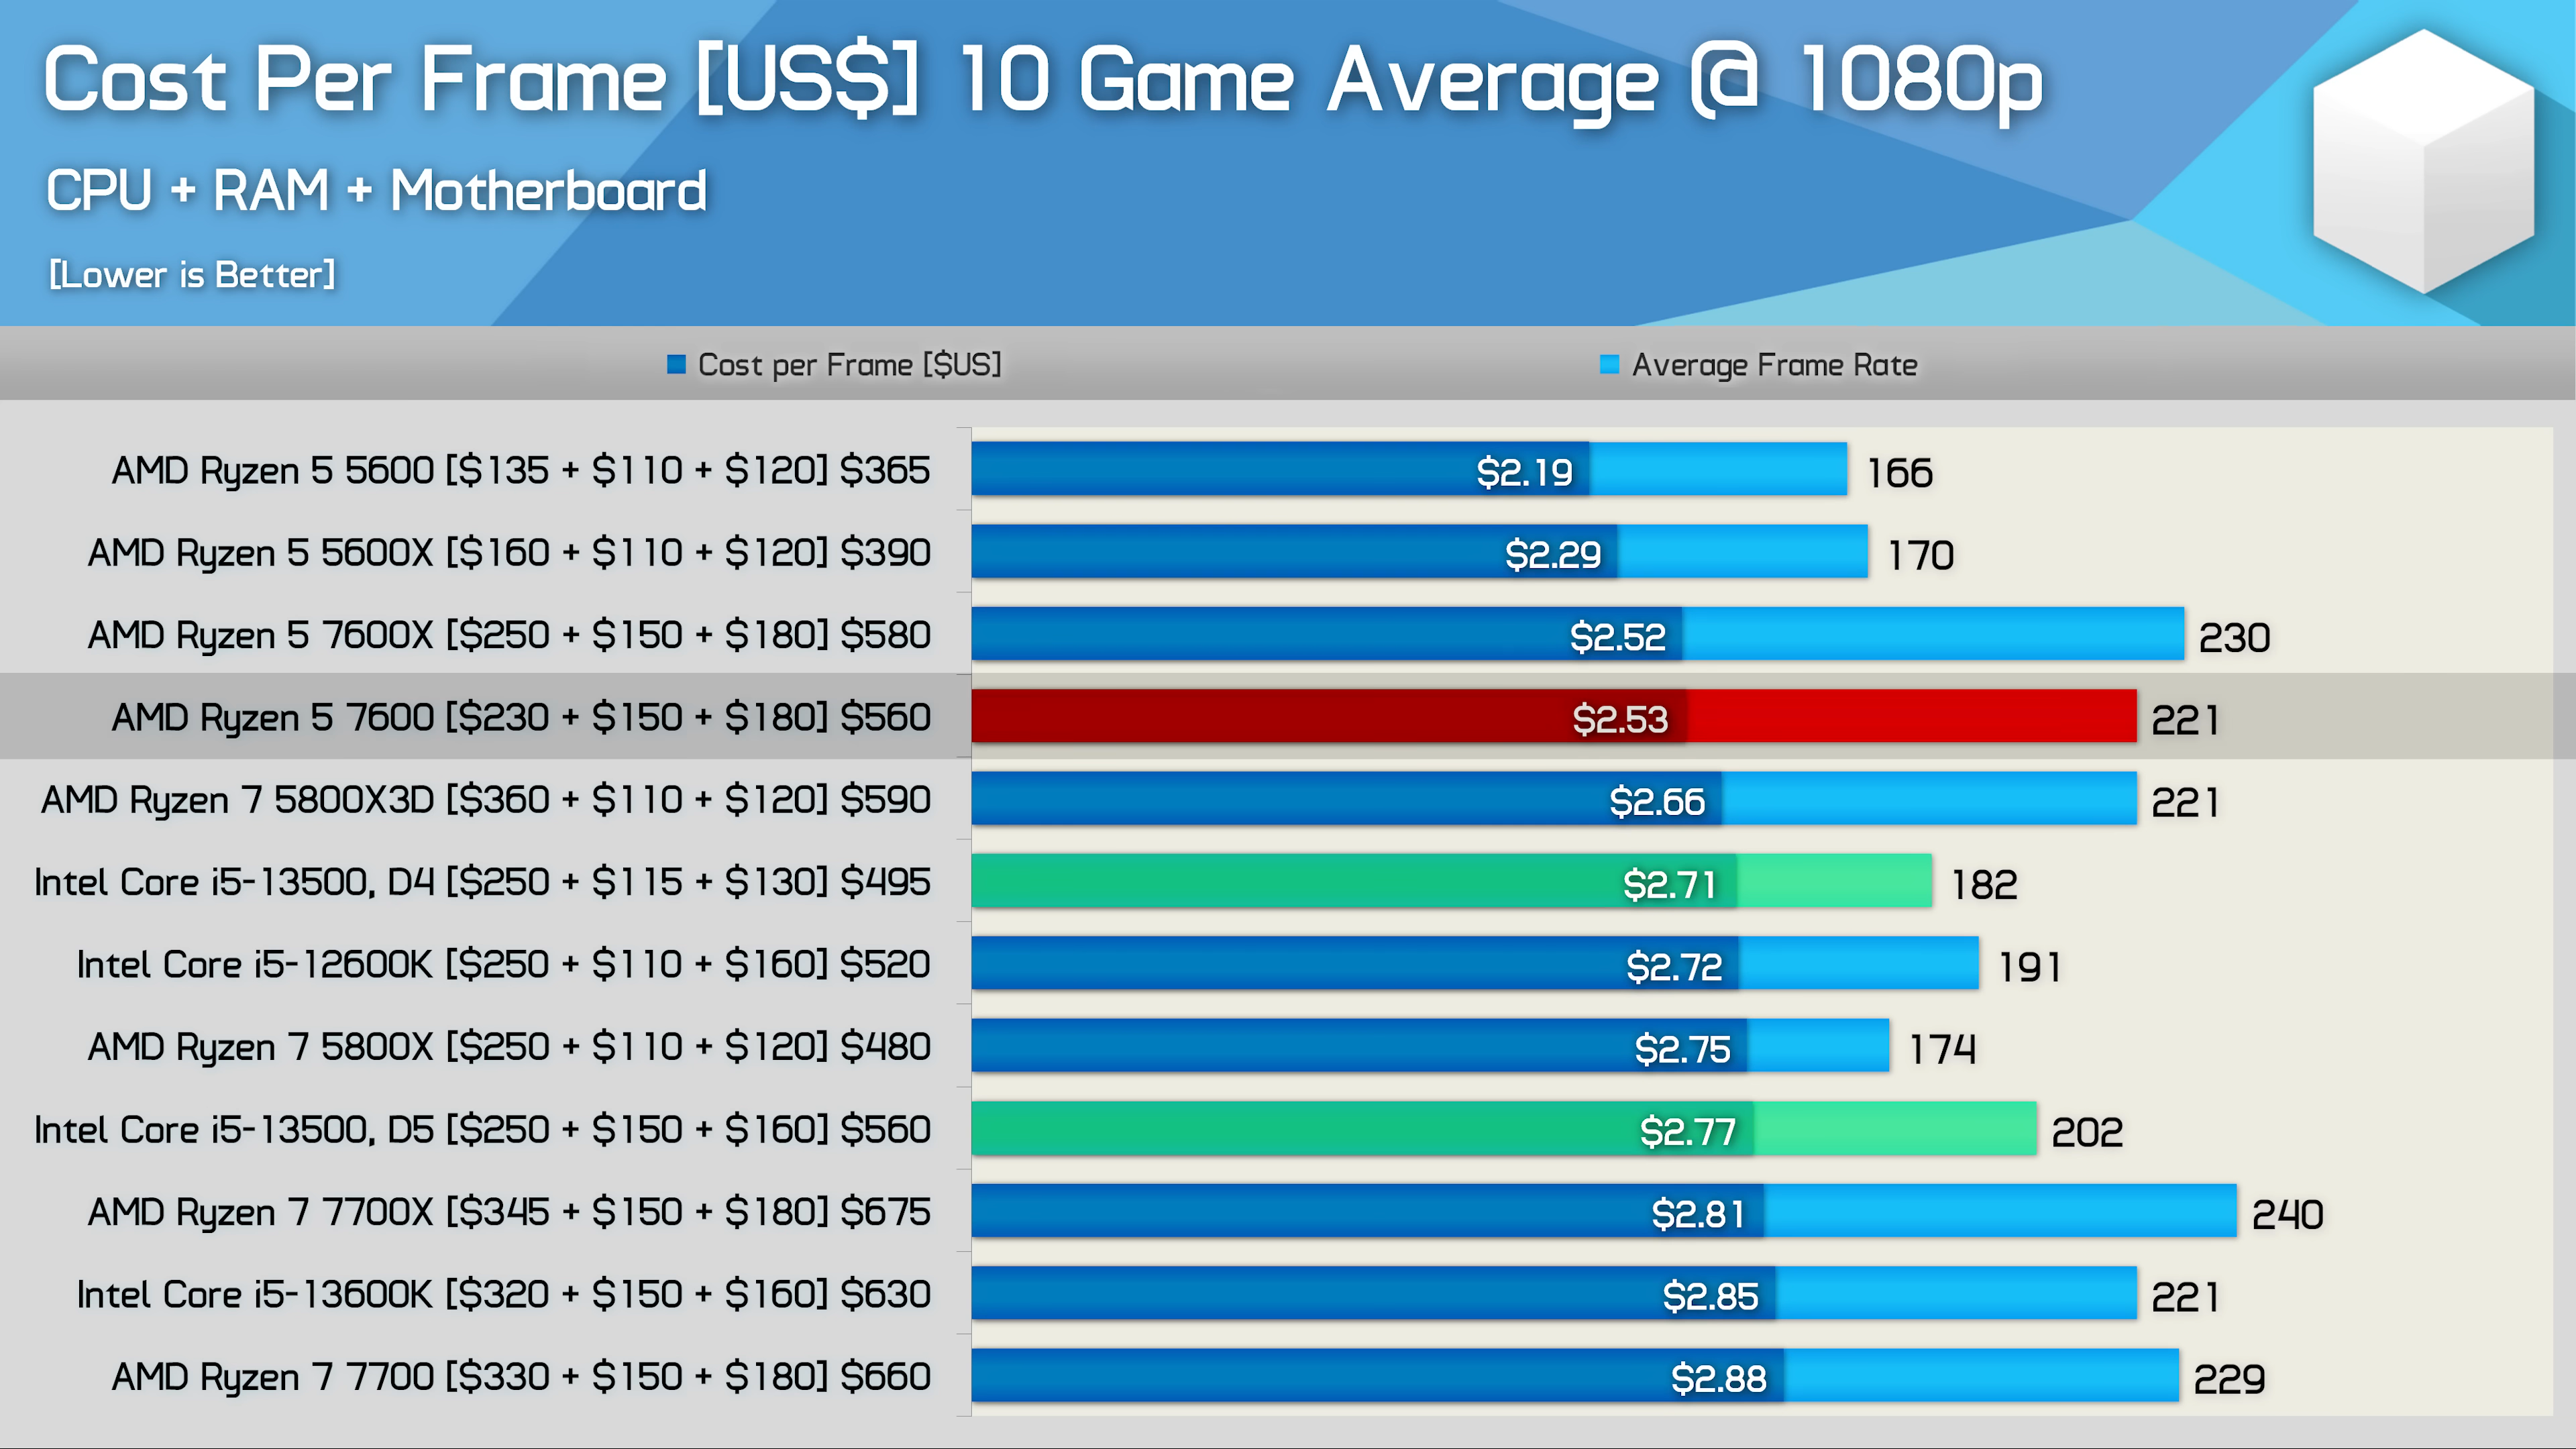 Cost Per Frame [US$] 10 Game Average @ 1080p
CPU + RAM + Motherboard
[Lower is Better]
Cost per Frame [$US] Average Frame Rate
AMD Ryzen 5 5600 [$135 + $110 + $120] $365 $2.19 166
AMD Ryzen 5 5600X [$160 + $110 + $120] $390 $2.29 170
AMD Ryzen 5 7600X [$250 + $150 + $180] $580 $2.52 230
AMD Ryzen 5 7600 [$230 + $150 + $180] $560 $2.53 221
AMD Ryzen 7 5800X3D [$360 + $110 + $120] $590 $2.66 221
Intel Core i5-13500, D4 [$250 + $115 + $130] $495 $2.71 182
Intel Core i5-12600K [$250 + $110 + $160] $520 $2.72 191
AMD Ryzen 7 5800X [$250 + $110 + $120] $480 $2.75 174
Intel Core i5-13500, D5 [$250 + $150 + $160] $560 $2.77 202
AMD Ryzen 7 7700X [$345 + $150 + $180] $675 $2.81 240
Intel Core i5-13600K [$320 + $150 + $160] $630 $2.85 221
AMD Ryzen 7 7700 [$330 + $150 + $180] $660 $2.88 229